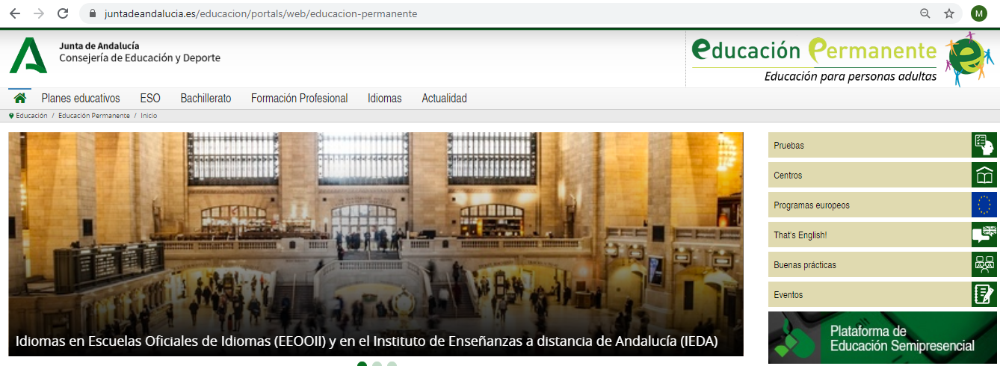 juntadeandalucia.es/educacion/portals/web/educacion-permanente
M
Junta de Andalucía
Consejería de Educación y Deporte
educación permanente
Educación para personas adultas
Planes educativos ESO Bachillerato Formación Profesional Idiomas Actualidad
Educación / Educación Permanente / Inicio
Idiomas en Escuelas Oficiales de Idiomas (EEOOII) y en el Instituto de Enseñanzas a distancia de Andalucía (IEDA)
Pruebas
Centros
Programas europeos
That's English!
Buenas prácticas
Eventos
Plataforma de
Educación Semipresencial